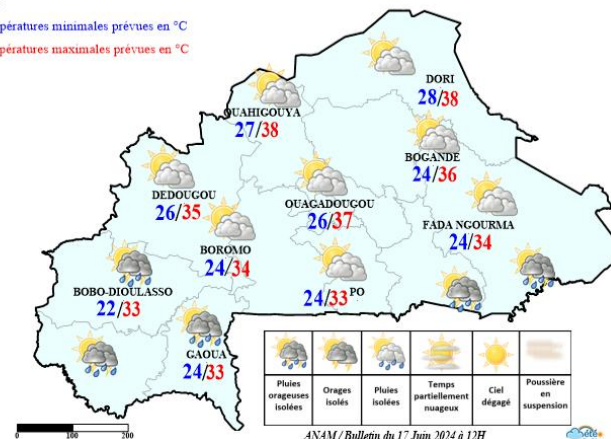 pératures minimales prévues en °C
pératures maximales prévues en °C
DORI
28/38
OUAHIGOUYA
27/38
BOGANDE
24/36
DEDOUGOU
26/35
OUAGADOUGOU
26/37
FADA NGOURMA
24/34
BOROMO
24/34
BOBO-DIOULASSO
22/33
24/33 PO
GAOUA
24/33
Pluies orageuses isolées
Orages isolés
Pluies isolées
Temps partiellement nuageux
Ciel dégagé
Poussière en suspension
0 100 200
ANAM / Bulletin du 17 Juin 2024 à 12H